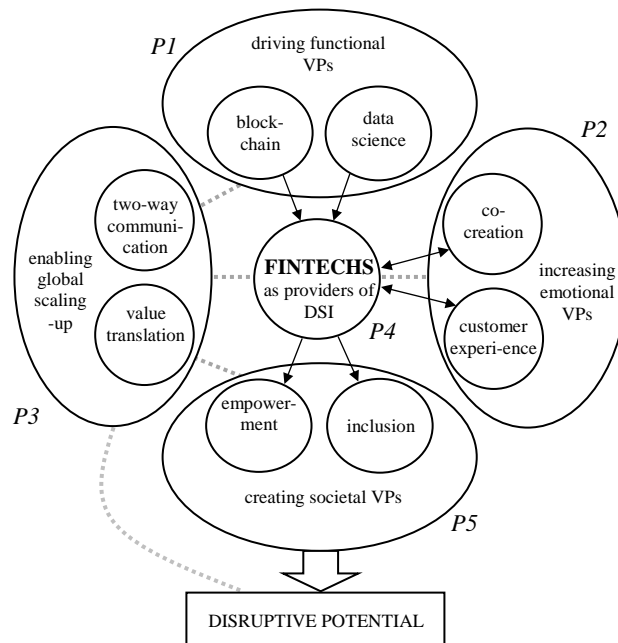 P1
driving functional
VPs
block-
chain
data
science
P2
two-way
communi-
cation
enabling
global
scaling
-up
value
translation
P3
FINTECHS
as providers of
DSI
P4
co-
creation
increasing
emotional
VPs
customer
experi-ence
empower-
ment
inclusion
creating societal VPs
P5
DISRUPTIVE POTENTIAL